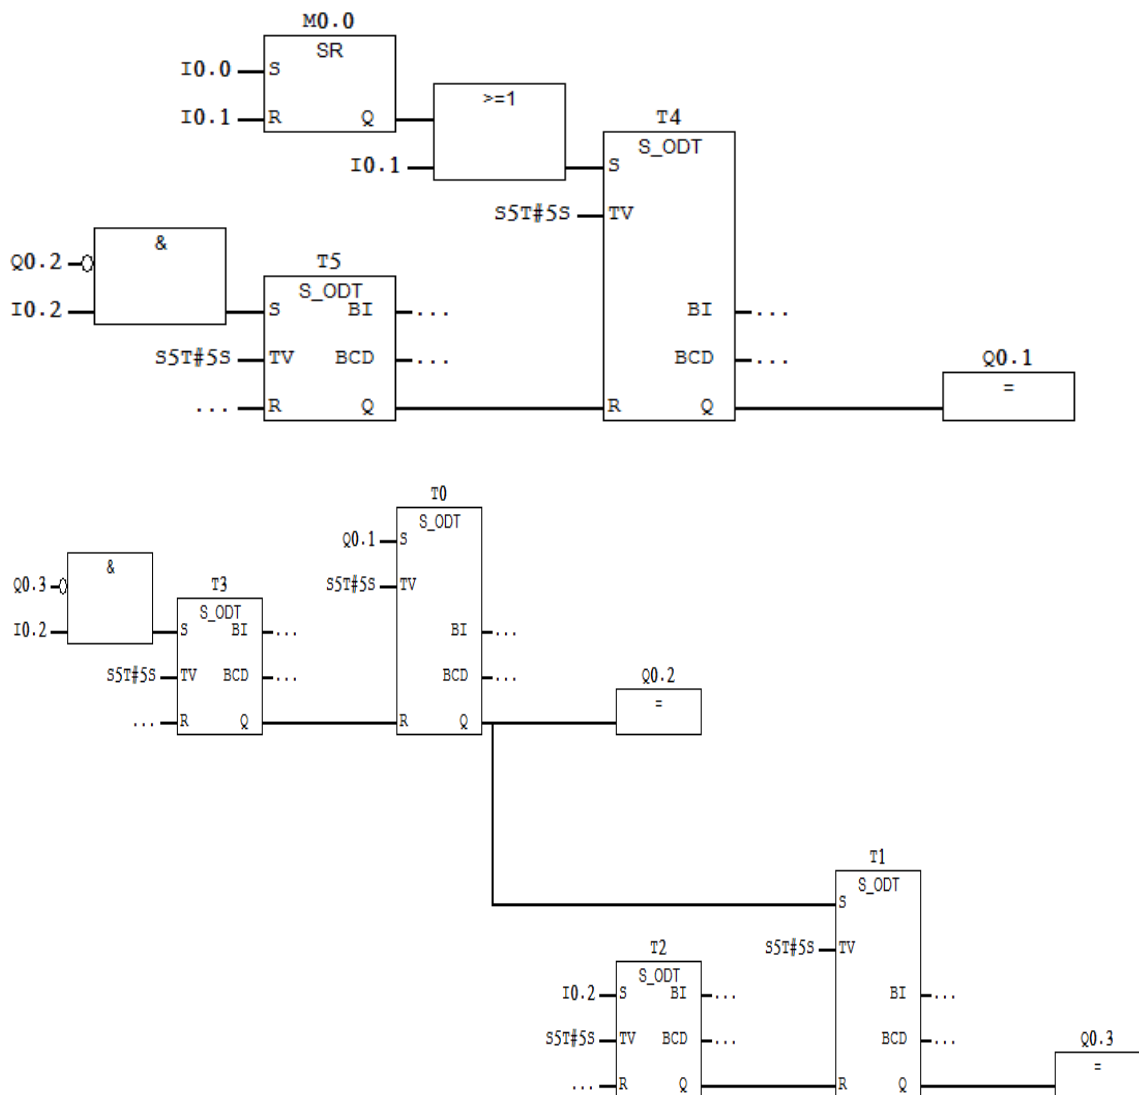 M0.0
SR
I0.0 S
I0.1 R Q
>=1
I0.1
T4
S_ODT
S
S5T#5S TV
&
Q0.2
I0.2
T5
S_ODT
S BI ...
S5T#5S TV BCD ...
... R Q
BI ...
BCD ...
R Q
Q0.1
=
T0
S_ODT
Q0.1 S
S5T#5S TV
&
Q0.3
I0.2
T3
S_ODT
S BI ...
S5T#5S TV BCD ...
... R Q
BI ...
BCD ...
R Q
Q0.2
=
T1
S_ODT
S
S5T#5S TV
T2
S_ODT
I0.2 S BI ...
S5T#5S TV BCD ...
... R Q
BI ...
BCD ...
R Q
Q0.3
=